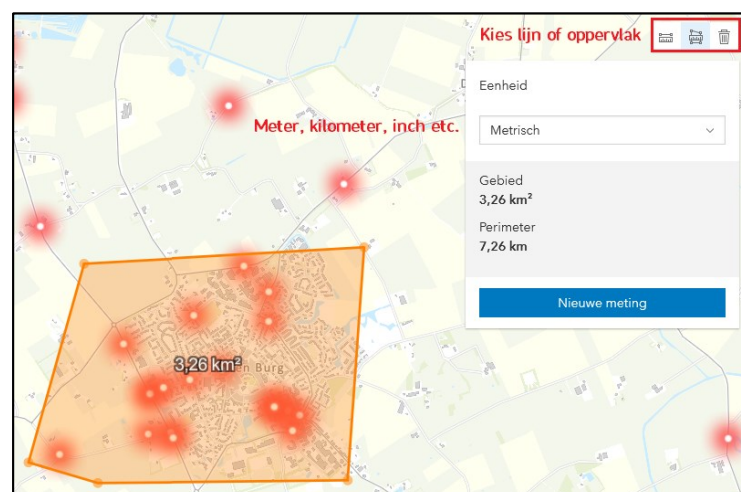 Kies lijn of oppervlak
Eenheid
Meter, kilometer, inch etc.
Metrisch
Gebied
3,26 km²
Perimeter
7,26 km
Nieuwe meting
3,26 km²
Burg